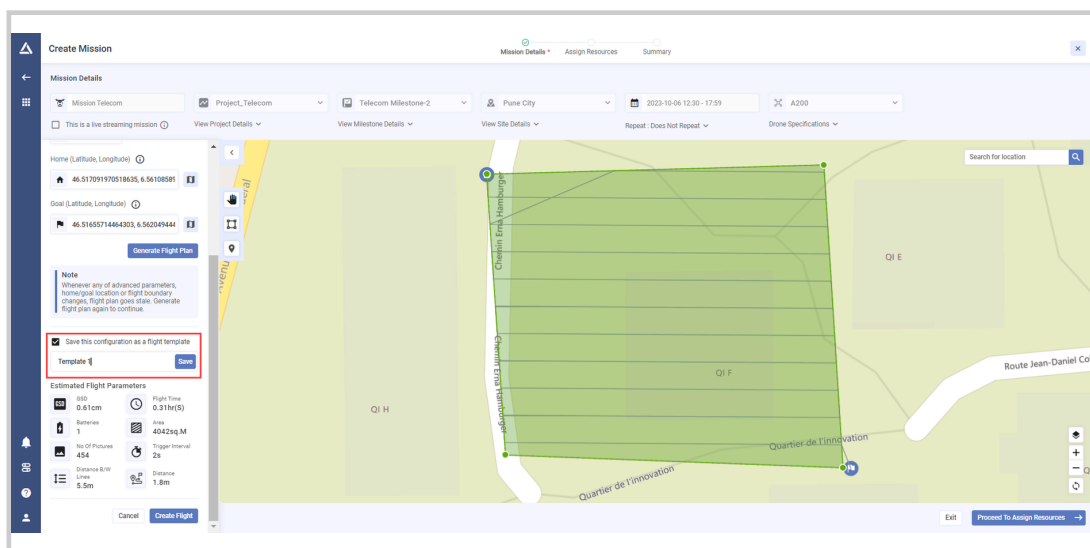 Create Mission
Mission Details *
Assign Resources
Summary
Mission Details
Mission Telecom
Project_Telecom
Telecom Milestone-2
Pune City
2023-10-06 12:30 - 17:59
A200
This is a live streaming mission
View Project Details
View Milestone Details
View Site Details
Repeat : Does Not Repeat
Drone Specifications
Home (Latitude, Longitude)
46.517091970518635, 6.56108589
Goal (Latitude, Longitude)
46.51655714464303, 6.562049444
Generate Flight Plan
Note
Whenever any of advanced parameters,
home/goal location or flight boundary
changes, flight plan goes stale. Generate
flight plan again to continue.
Save this configuration as a flight template
Template 1
Save
Estimated Flight Parameters
GSD
GSD
0.61cm
Flight Time
0.31hr(S)
Batteries
1
Area
4042sq.M
No Of Pictures
454
Trigger Interval
2s
Distance B/W
Lines
5.5m
Distance
1.8m
Cancel
Create Flight
Search for location
Chemin Erna Hamburger
QI E
Chemin Erna Hamburger
QI F
QI H
Route Jean-Daniel Co
Quartier de l'innovation
Quartier de l'innovation
Exit
Proceed To Assign Resources